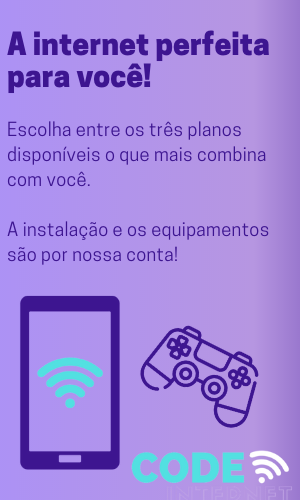 A internet perfeita
para você!
Escolha entre os três planos
disponíveis o que mais combina
com você.
A instalação e os equipamentos
são por nossa conta!
CODE